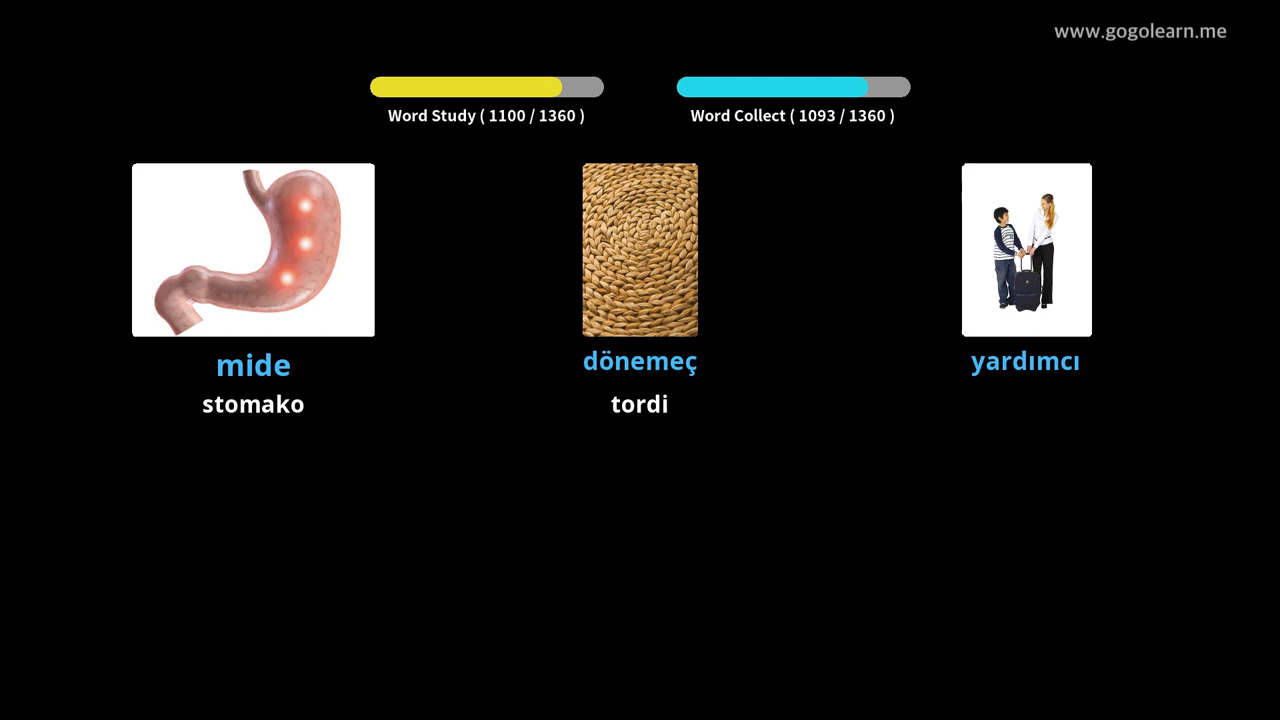 www.gogolearn.me
Word Study ( 1100 / 1360 )
Word Collect ( 1093 / 1360 )
mide
dönemeç
yardımcı
stomako
tordi